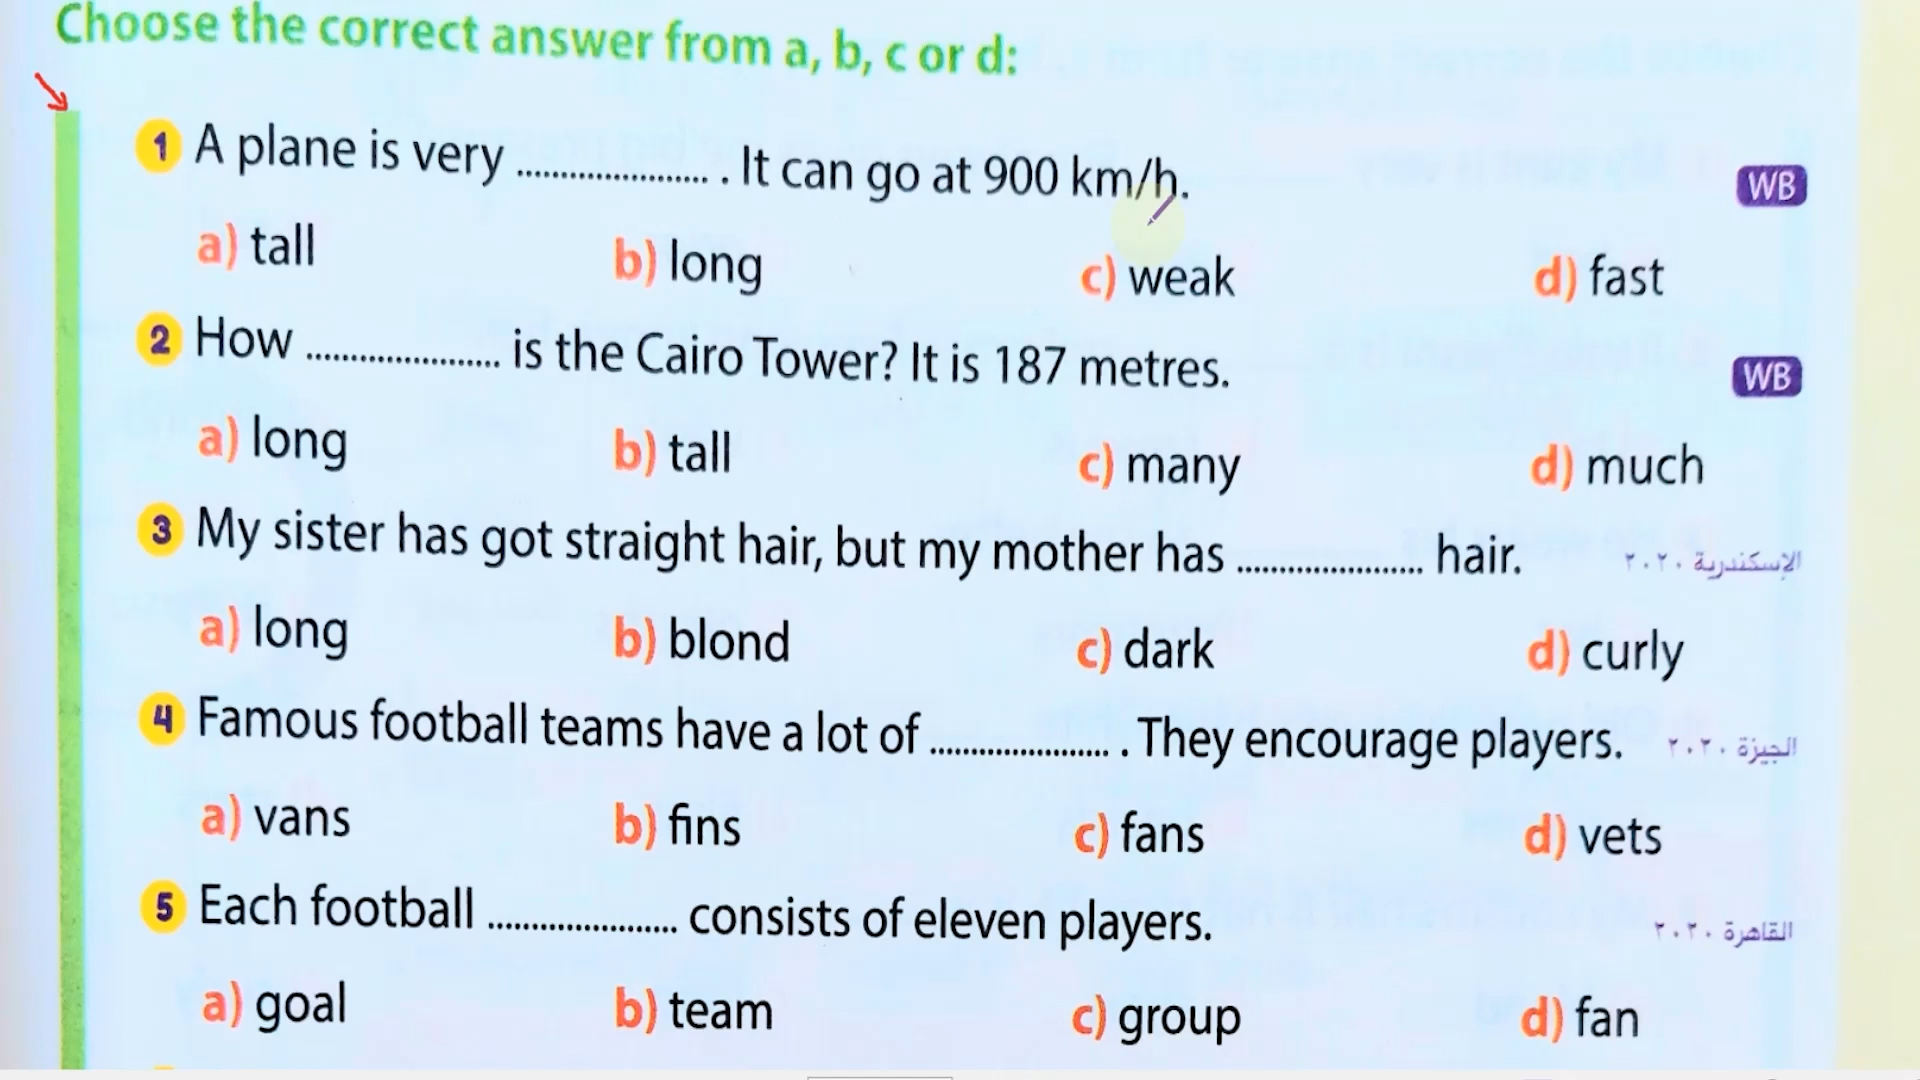 Choose the correct answer from a, b, c or d:
1 A plane is very ..................... . It can go at 900 km/h. WB
a) tall b) long c) weak d) fast
2 How ..................... is the Cairo Tower? It is 187 metres. WB
a) long b) tall c) many d) much
3 My sister has got straight hair, but my mother has ..................... hair. الإسكندرية ٢٠٢٠
a) long b) blond c) dark d) curly
4 Famous football teams have a lot of ..................... . They encourage players. الجيزة ٢٠٢٠
a) vans b) fins c) fans d) vets
5 Each football ..................... consists of eleven players. القاهرة ٢٠٢٠
a) goal b) team c) group d) fan